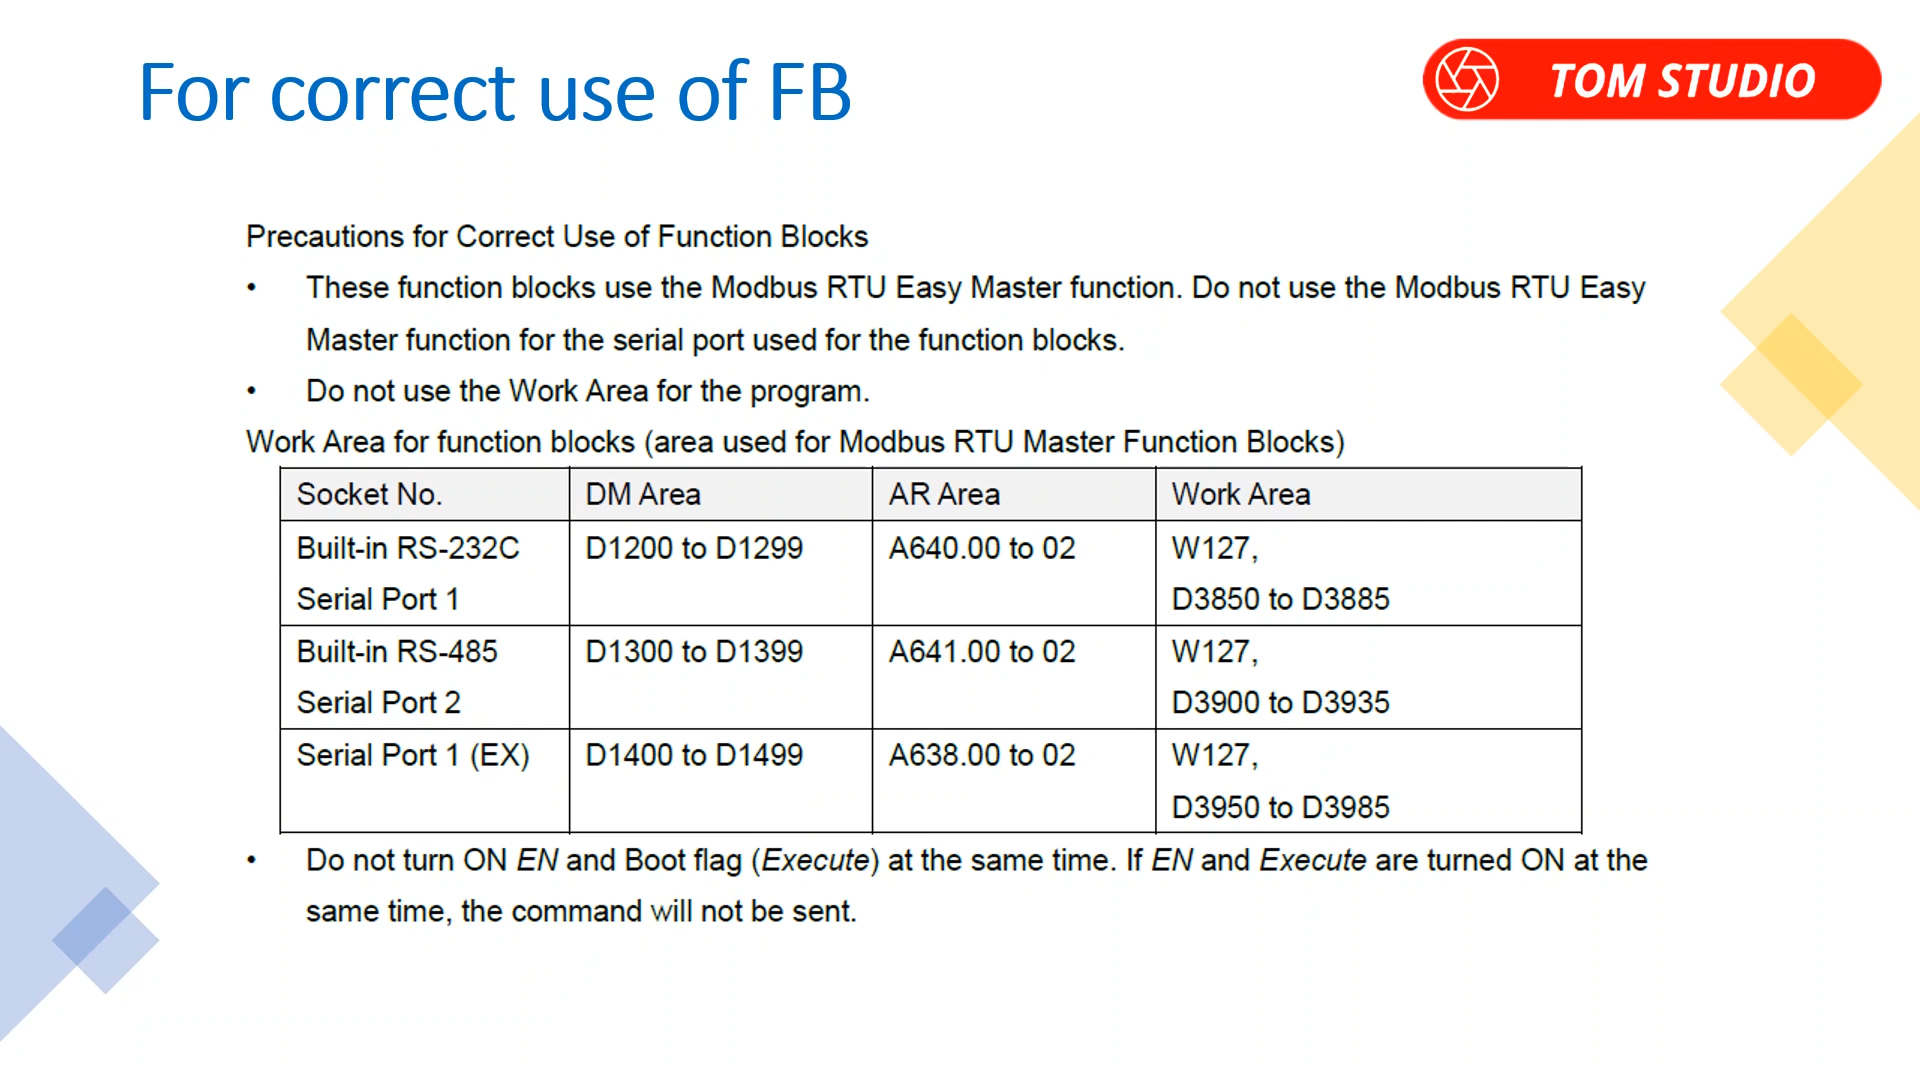 For correct use of FB
TOM STUDIO
Precautions for Correct Use of Function Blocks
• These function blocks use the Modbus RTU Easy Master function. Do not use the Modbus RTU Easy
Master function for the serial port used for the function blocks.
• Do not use the Work Area for the program.
Work Area for function blocks (area used for Modbus RTU Master Function Blocks)
Socket No. DM Area AR Area Work Area
Built-in RS-232C D1200 to D1299 A640.00 to 02 W127,
Serial Port 1 D3850 to D3885
Built-in RS-485 D1300 to D1399 A641.00 to 02 W127,
Serial Port 2 D3900 to D3935
Serial Port 1 (EX) D1400 to D1499 A638.00 to 02 W127,
D3950 to D3985
• Do not turn ON EN and Boot flag (Execute) at the same time. If EN and Execute are turned ON at the
same time, the command will not be sent.